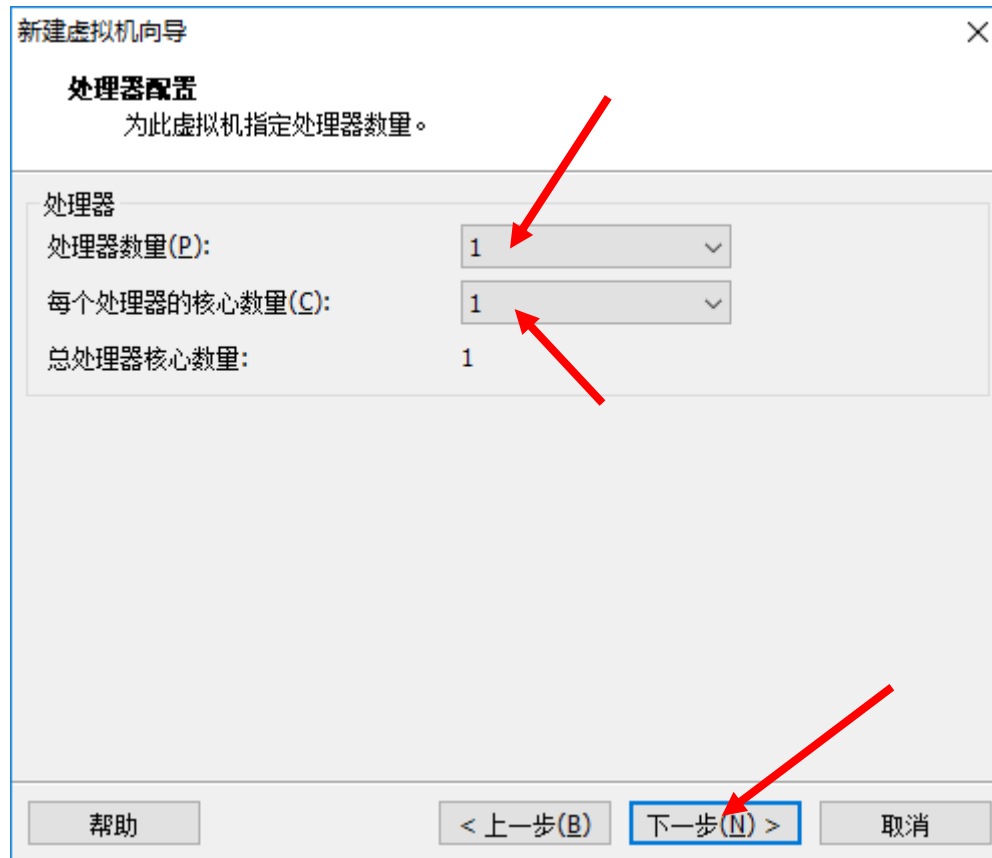 新建虚拟机向导
处理器配置
为此虚拟机指定处理器数量。
处理器
处理器数量(P): 1
每个处理器的核心数量(C): 1
总处理器核心数量: 1
帮助 < 上一步(B) 下一步(N) > 取消